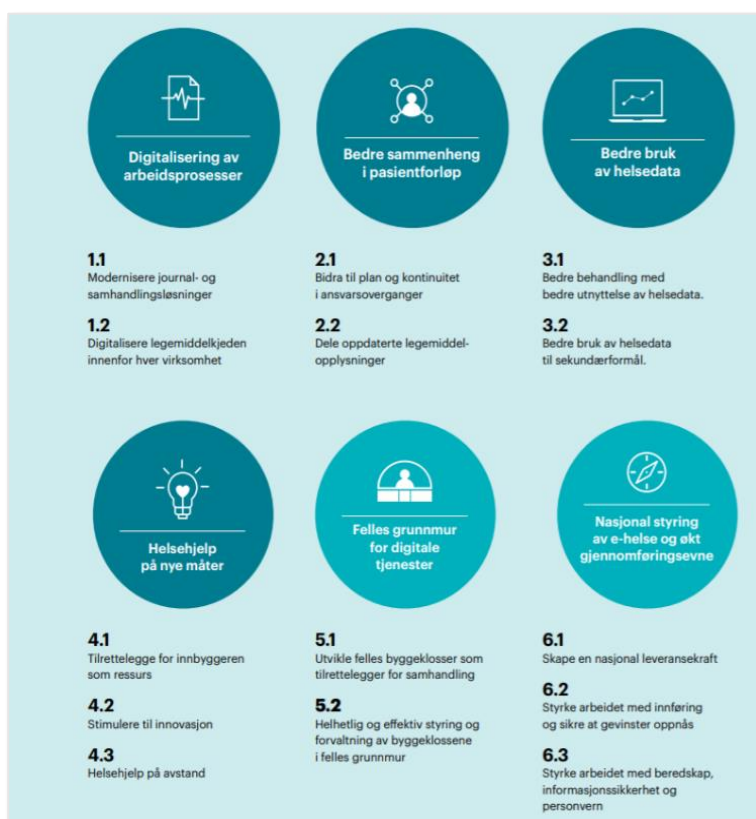 Digitalisering av
arbeidsprosesser
Bedre sammenheng
i pasientforløp
Bedre bruk
av helsedata
1.1
Modernisere journal- og
samhandlingsløsninger
1.2
Digitalisere legemiddelkjeden
innenfor hver virksomhet
2.1
Bidra til plan og kontinuitet
i ansvarsoverganger
2.2
Dele oppdaterte legemiddel-
opplysninger
3.1
Bedre behandling med
bedre utnyttelse av helsedata.
3.2
Bedre bruk av helsedata
til sekundærformål.
Helsehjelp
på nye måter
Felles grunnmur
for digitale
tjenester
Nasjonal styring
av e-helse og økt
gjennomføringsevne
4.1
Tilrettelegge for innbyggeren
som ressurs
4.2
Stimulere til innovasjon
4.3
Helsehjelp på avstand
5.1
Utvikle felles byggeklosser som
tilrettelegger for samhandling
5.2
Helhetlig og effektiv styring og
forvaltning av byggeklossene
i felles grunnmur
6.1
Skape en nasjonal leveransekraft
6.2
Styrke arbeidet med innføring
og sikre at gevinster oppnås
6.3
Styrke arbeidet med beredskap,
informasjonssikkerhet og
personvern